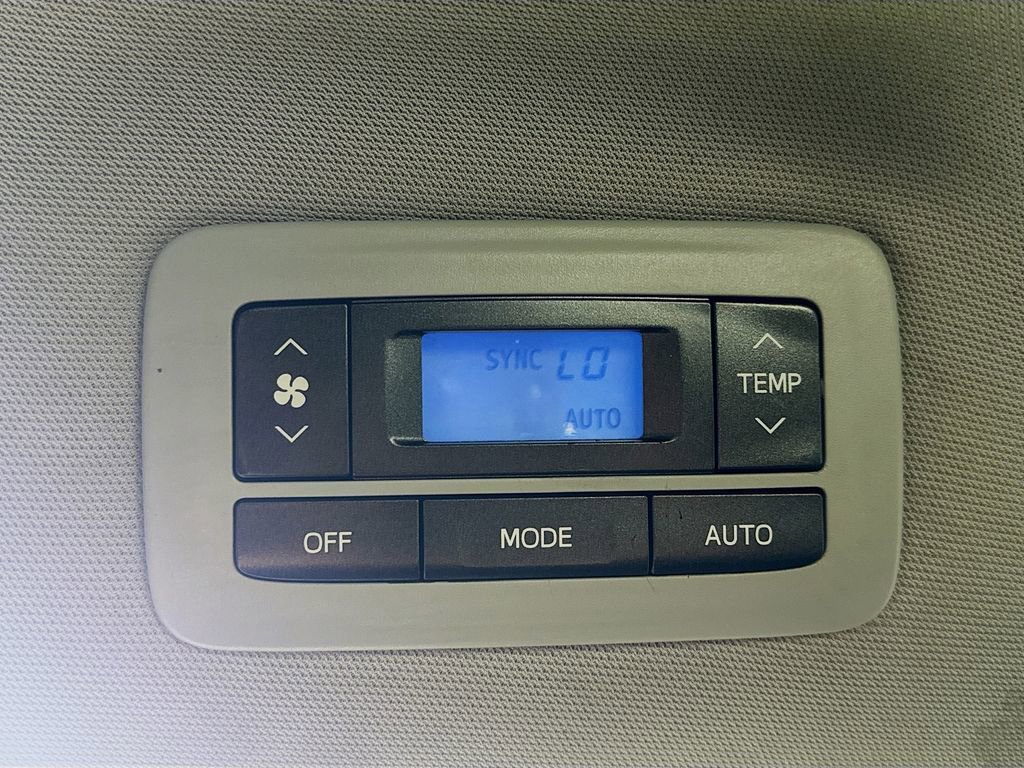 SYNC LO
TEMP
AUTO
OFF MODE AUTO